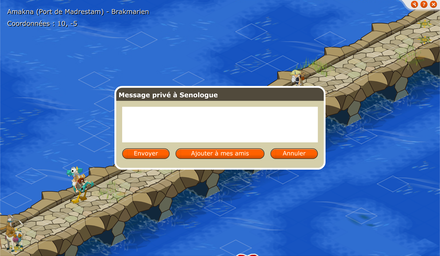 Amakna (Port de Madrestam) - Brakmarien
Coordonnées : 10, -5
Message privé à Senologue
Envoyer
Ajouter à mes amis
Annuler